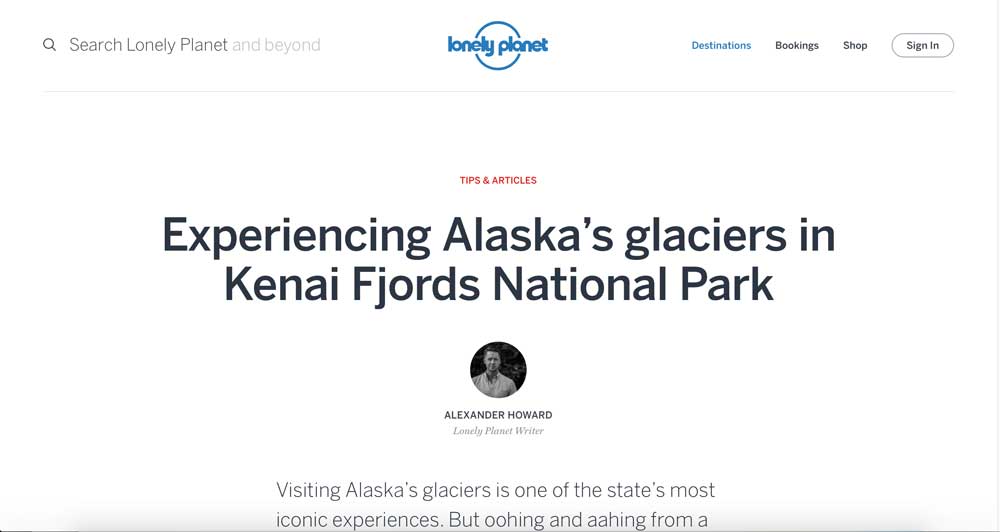 Search Lonely Planet and beyond
lonely planet
Destinations
Bookings
Shop
Sign In
TIPS & ARTICLES
Experiencing Alaska’s glaciers in
Kenai Fjords National Park
ALEXANDER HOWARD
Lonely Planet Writer
Visiting Alaska’s glaciers is one of the state’s most
iconic experiences. But oohing and aahing from a